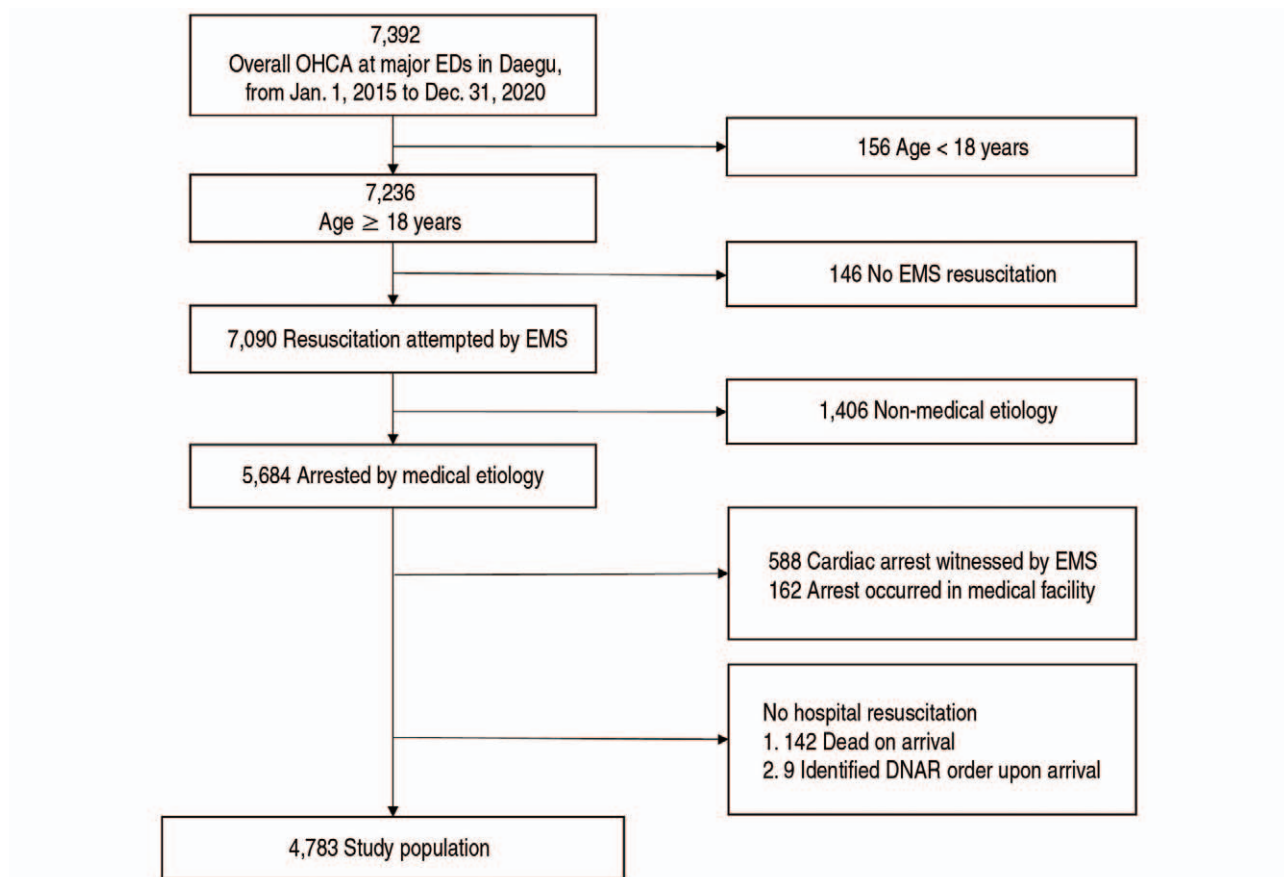 7,392
Overall OHCA at major EDs in Daegu,
from Jan. 1, 2015 to Dec. 31, 2020
156 Age < 18 years
7,236
Age ≥ 18 years
146 No EMS resuscitation
7,090 Resuscitation attempted by EMS
1,406 Non-medical etiology
5,684 Arrested by medical etiology
588 Cardiac arrest witnessed by EMS
162 Arrest occurred in medical facility
No hospital resuscitation
1. 142 Dead on arrival
2. 9 Identified DNAR order upon arrival
4,783 Study population